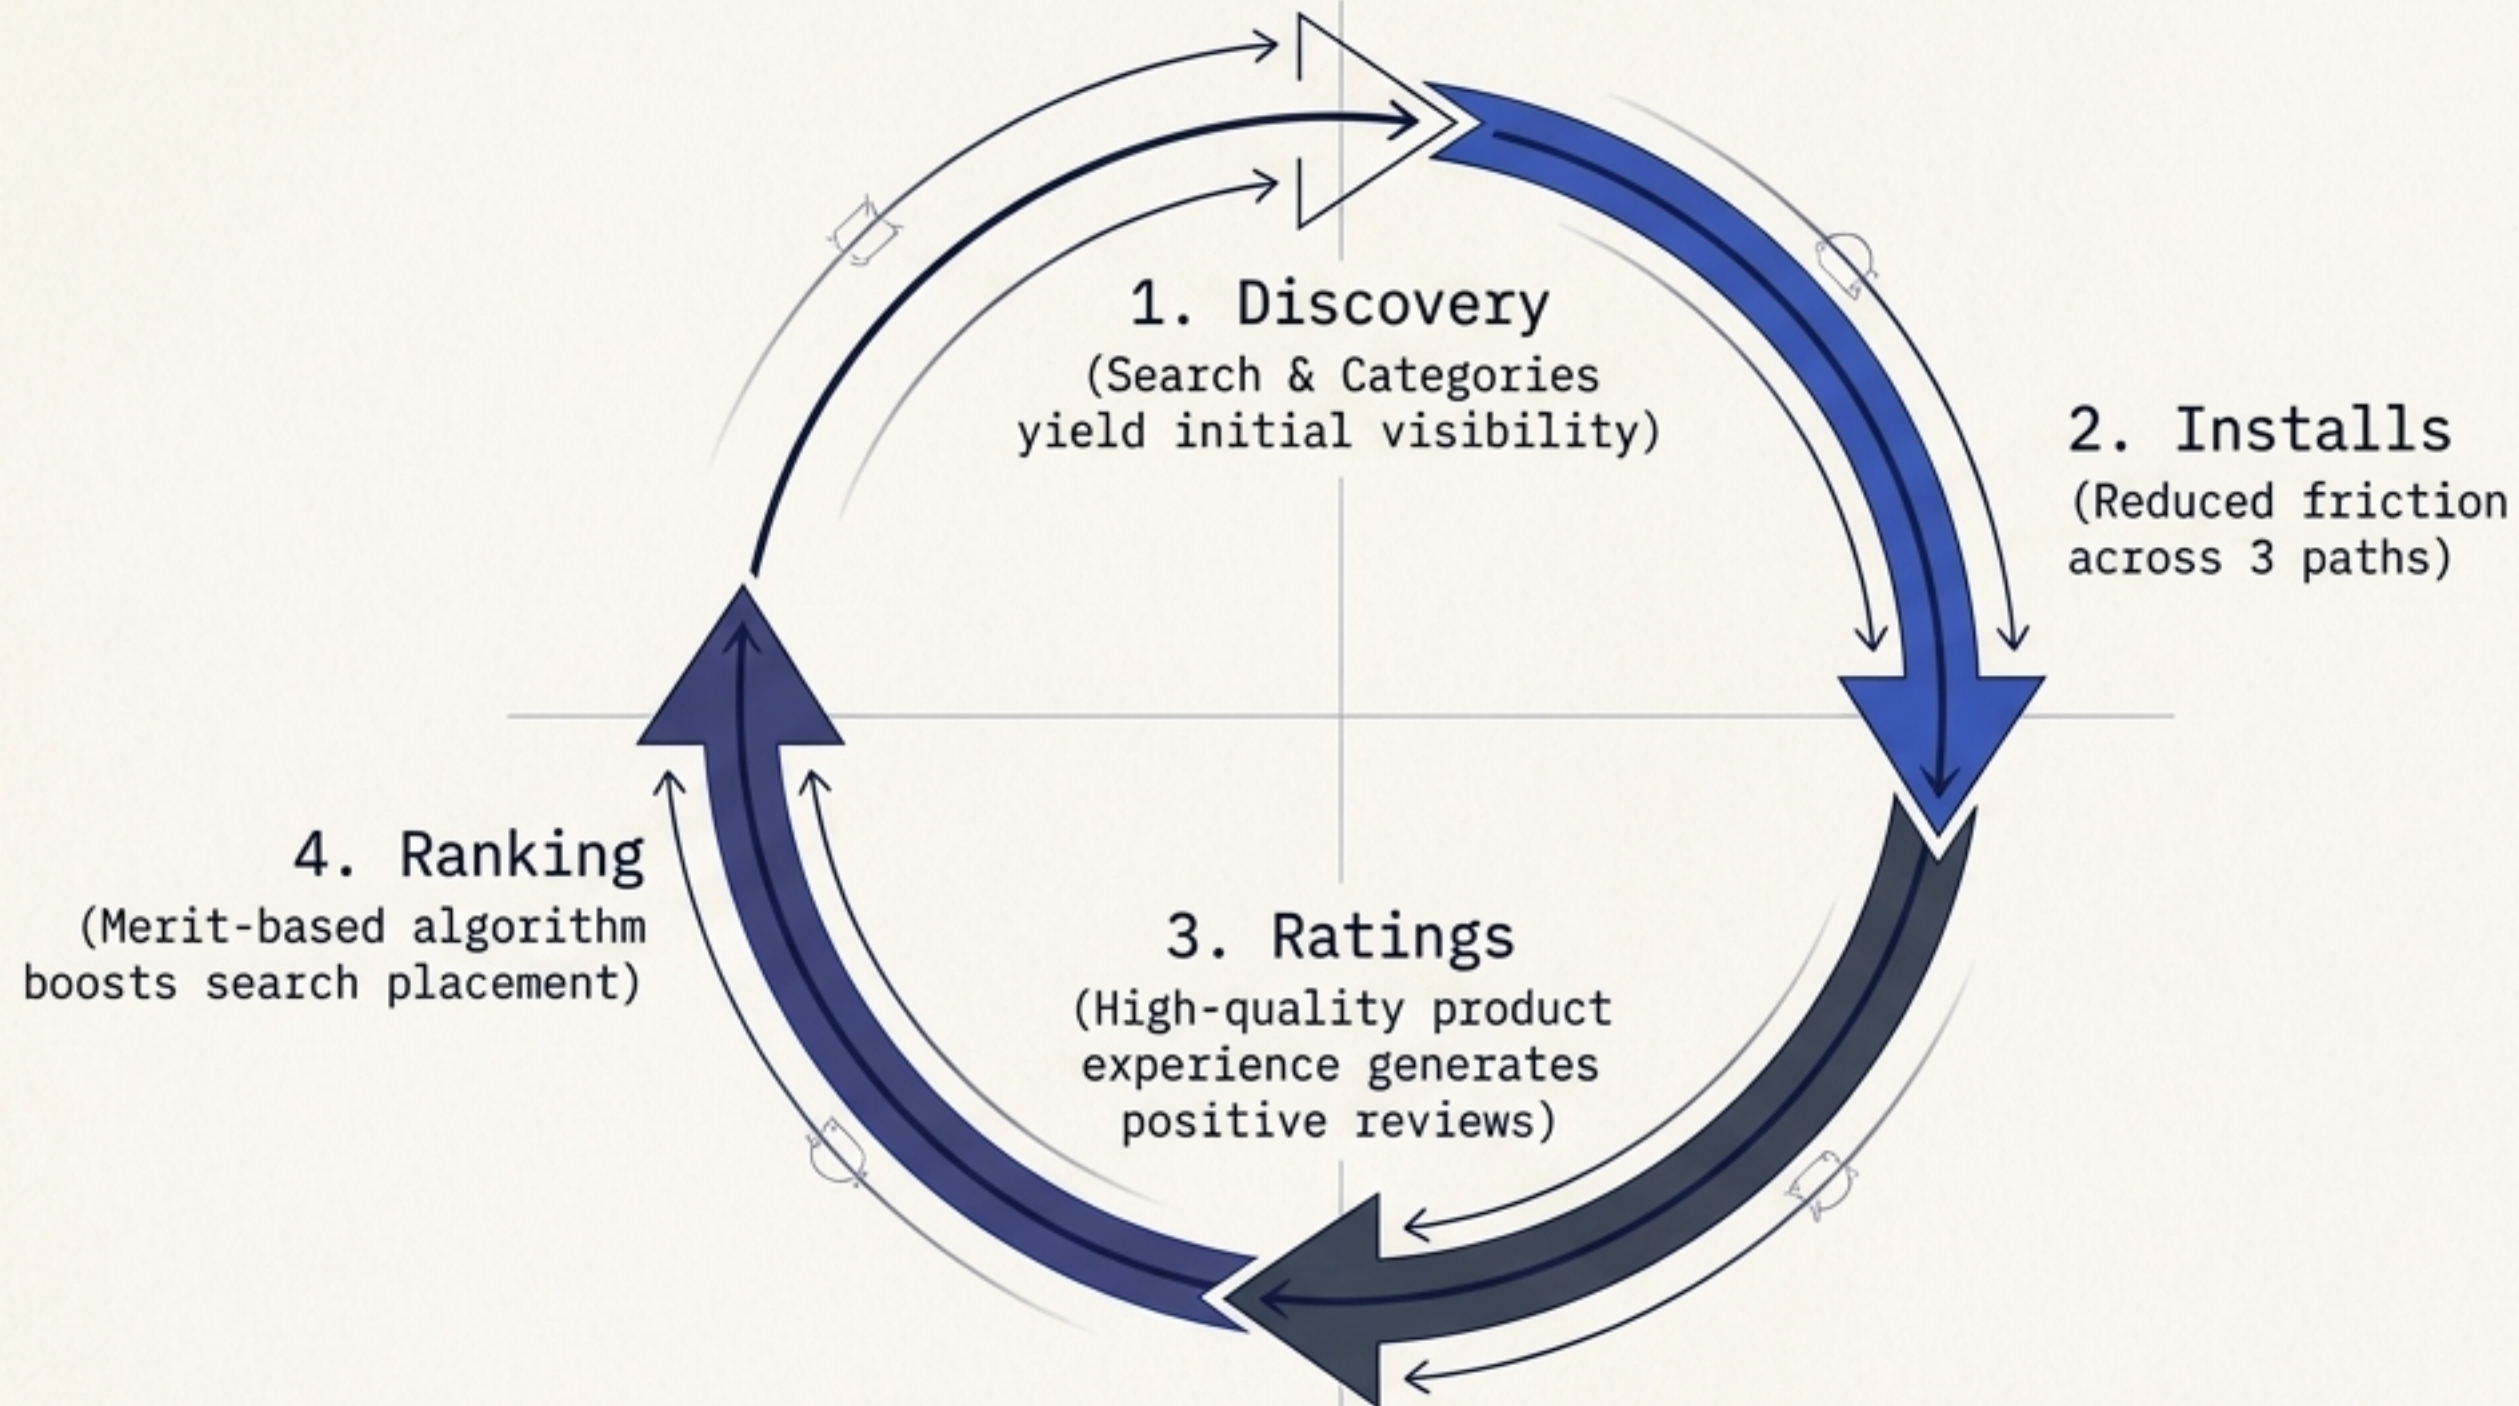 1. Discovery
(Search & Categories
yield initial visibility)
2. Installs
(Reduced friction
across 3 paths)
3. Ratings
(High-quality product
experience generates
positive reviews)
4. Ranking
(Merit-based algorithm
boosts search placement)